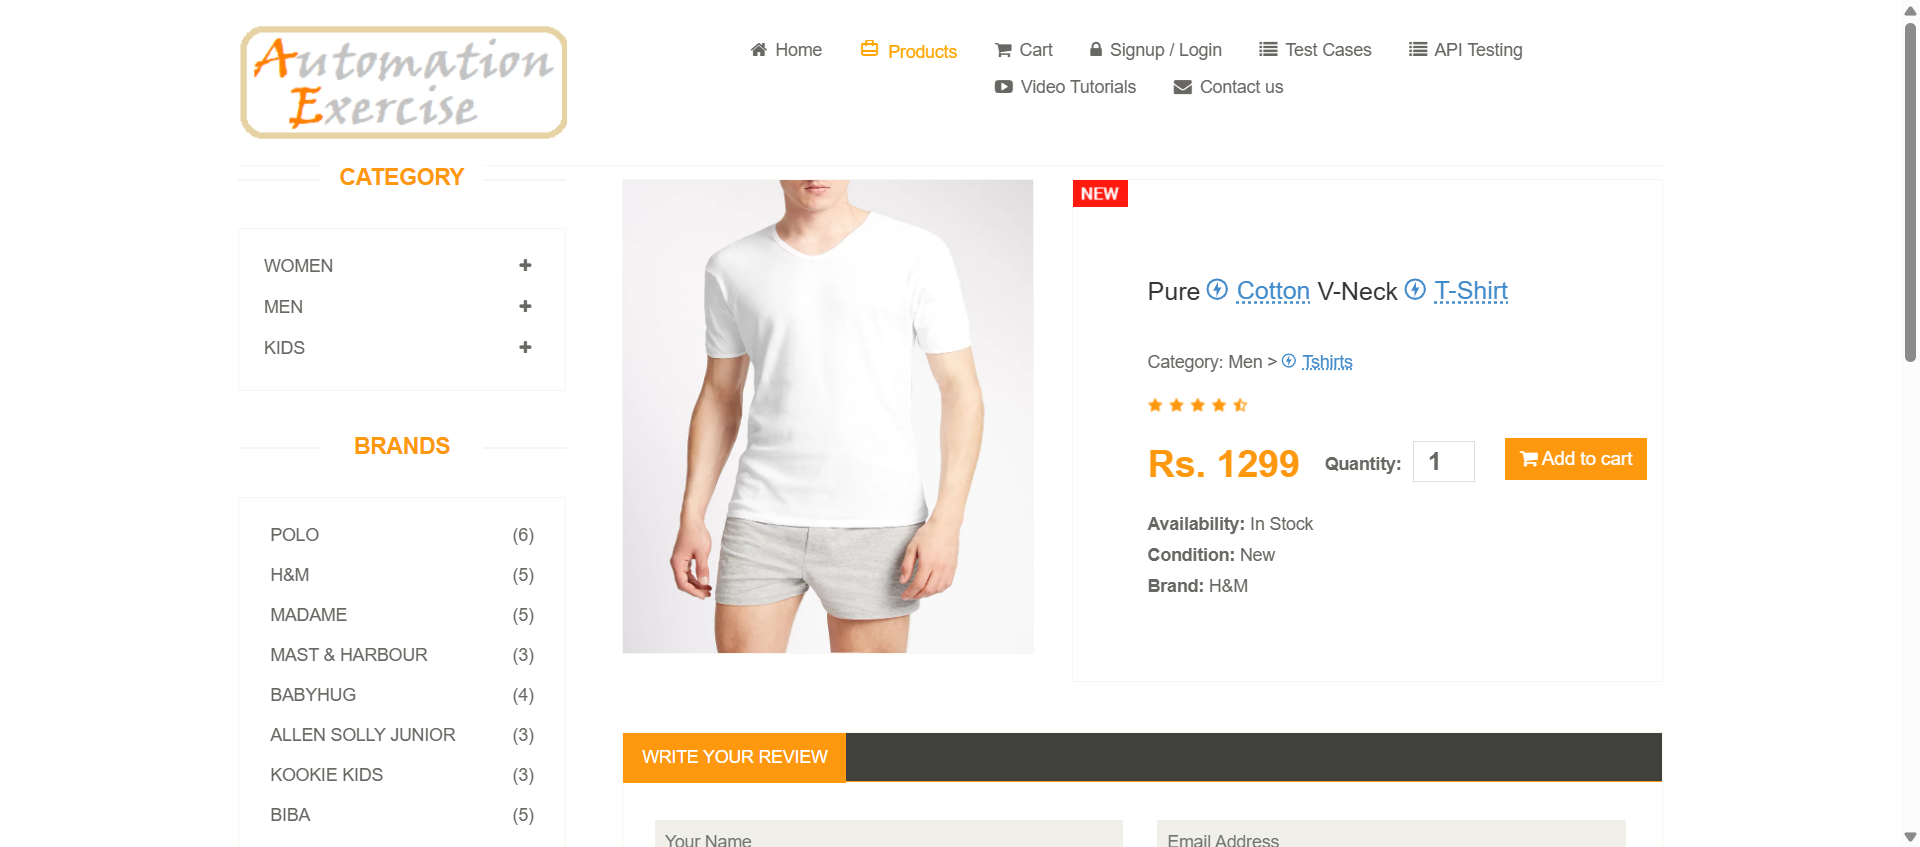 Automation
Exercise
Home
Products
Cart
Signup / Login
Test Cases
API Testing
Video Tutorials
Contact us
CATEGORY
WOMEN
MEN
KIDS
BRANDS
POLO (6)
H&M (5)
MADAME (5)
MAST & HARBOUR (3)
BABYHUG (4)
ALLEN SOLLY JUNIOR (3)
KOOKIE KIDS (3)
BIBA (5)
NEW
Pure Cotton V-Neck T-Shirt
Category: Men > Tshirts
Rs. 1299 Quantity: 1 Add to cart
Availability: In Stock
Condition: New
Brand: H&M
WRITE YOUR REVIEW
Your Name
Email Address